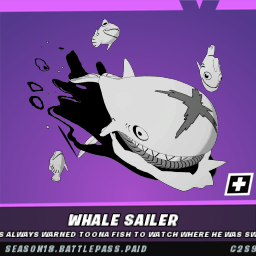 WHALE SAILER
S ALWAYS WARNED TOONA FISH TO WATCH WHERE HE WAS SW
SEASON18.BATTLEPASS.PAID C2S9